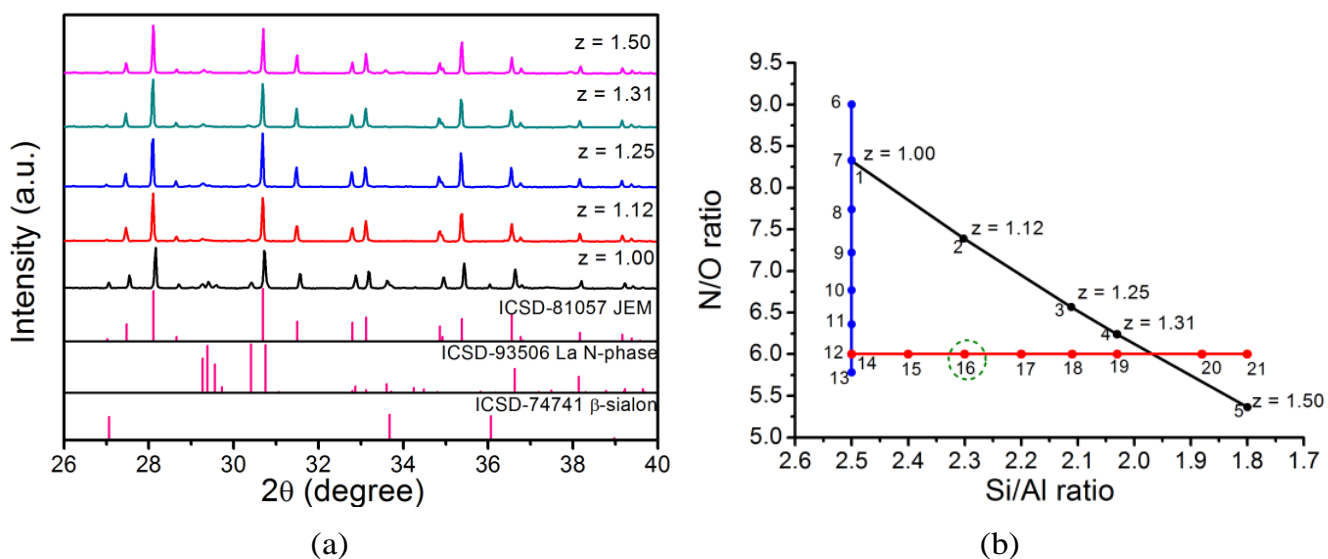 Intensity (a.u.)
z = 1.50
z = 1.31
z = 1.25
z = 1.12
z = 1.00
ICSD-81057 JEM
ICSD-93506 La N-phase
ICSD-74741 β-sialon
26 28 30 32 34 36 38 40
2θ (degree)
(a)
N/O ratio
9.0
8.5
8.0
7.5
7.0
6.5
6.0
5.5
5.0
6
7 z = 1.00
1
8
2 z = 1.12
9
10
3 z = 1.25
11
4 z = 1.31
12 14 15 16 17 18 19 20 21
13
5 z = 1.50
2.6 2.5 2.4 2.3 2.2 2.1 2.0 1.9 1.8 1.7
Si/Al ratio
(b)